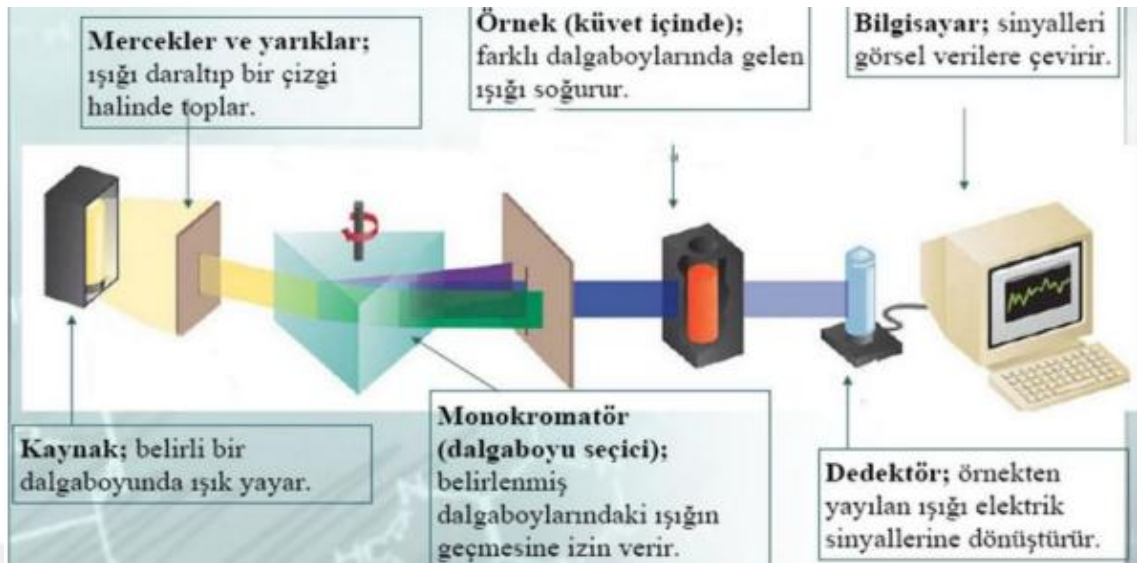 Mercekler ve yarıklar;
ışığı daraltıp bir çizgi
halinde toplar.
Örnek (küvet içinde);
farklı dalgaboylarında gelen
ışığı soğurur.
Bilgisayar; sinyalleri
görsel verilere çevirir.
Kaynak; belirli bir
dalgaboyunda ışık yayar.
Monokromatör
(dalgaboyu seçici);
belirlenmiş
dalgaboylarındaki ışığın
geçmesine izin verir.
Dedektör; örnekten
yayılan ışığı elektrik
sinyallerine dönüştürür.